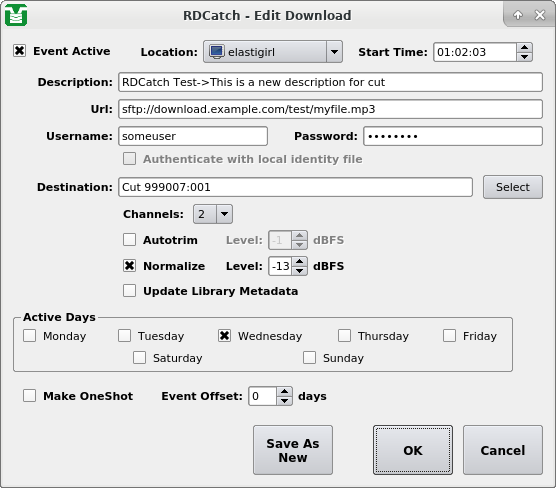 RDCatch - Edit Download
Event Active Location: elastigirl Start Time: 01:02:03
Description: RDCatch Test->This is a new description for cut
Url: sftp://download.example.com/test/myfile.mp3
Username: someuser Password: ••••••••
Authenticate with local identity file
Destination: Cut 999007:001 Select
Channels: 2
Autotrim Level: -1 dBFS
Normalize Level: -13 dBFS
Update Library Metadata
Active Days
Monday Tuesday Wednesday Thursday Friday
Saturday Sunday
Make OneShot Event Offset: 0 days
Save As
New
OK Cancel